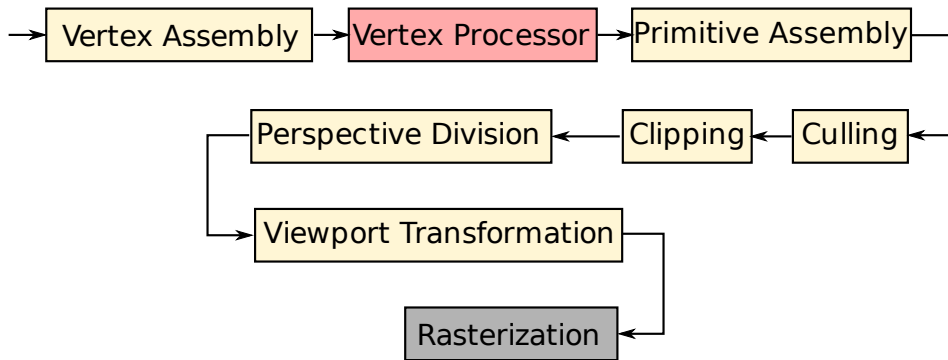 Vertex Assembly
Vertex Processor
Primitive Assembly
Culling
Clipping
Perspective Division
Viewport Transformation
Rasterization